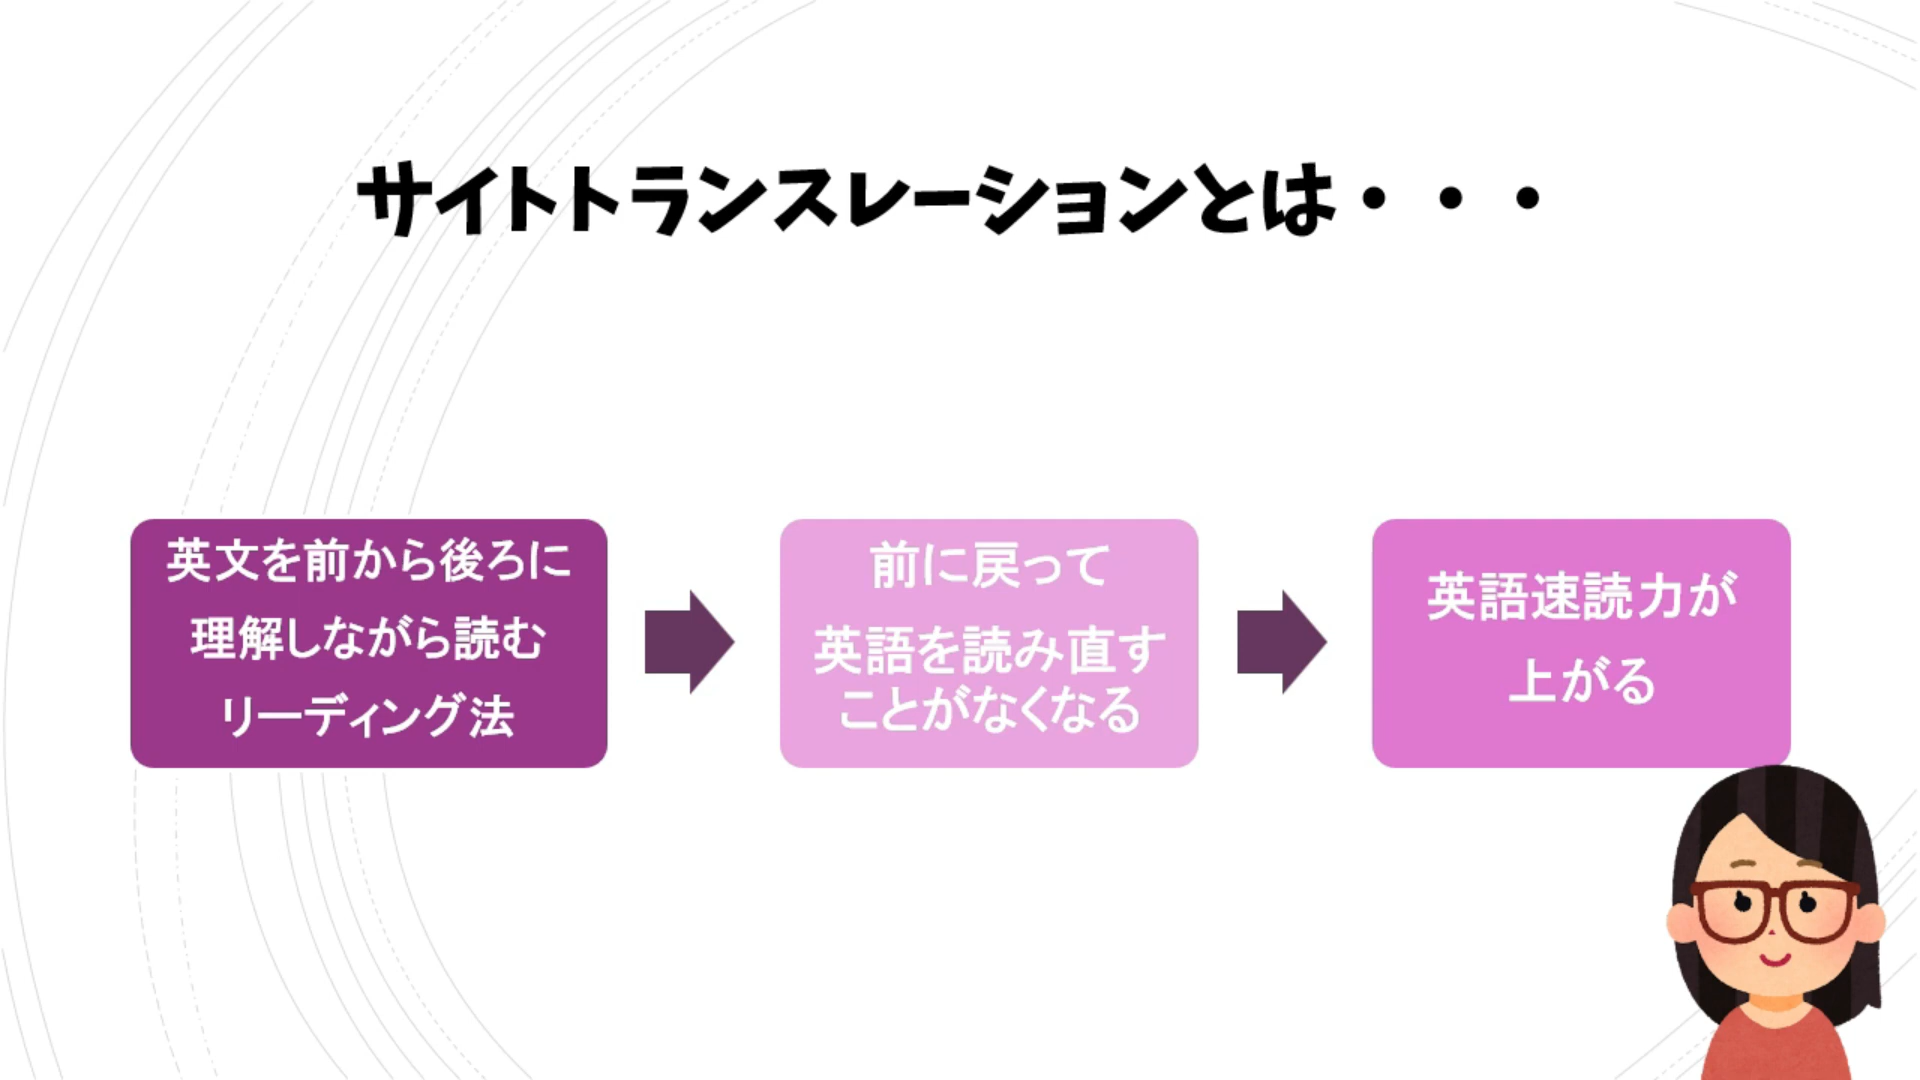 サイトトランスレーションとは・・・
英文を前から後ろに
理解しながら読む
リーディング法
前に戻って
英語を読み直す
ことがなくなる
英語速読力が
上がる